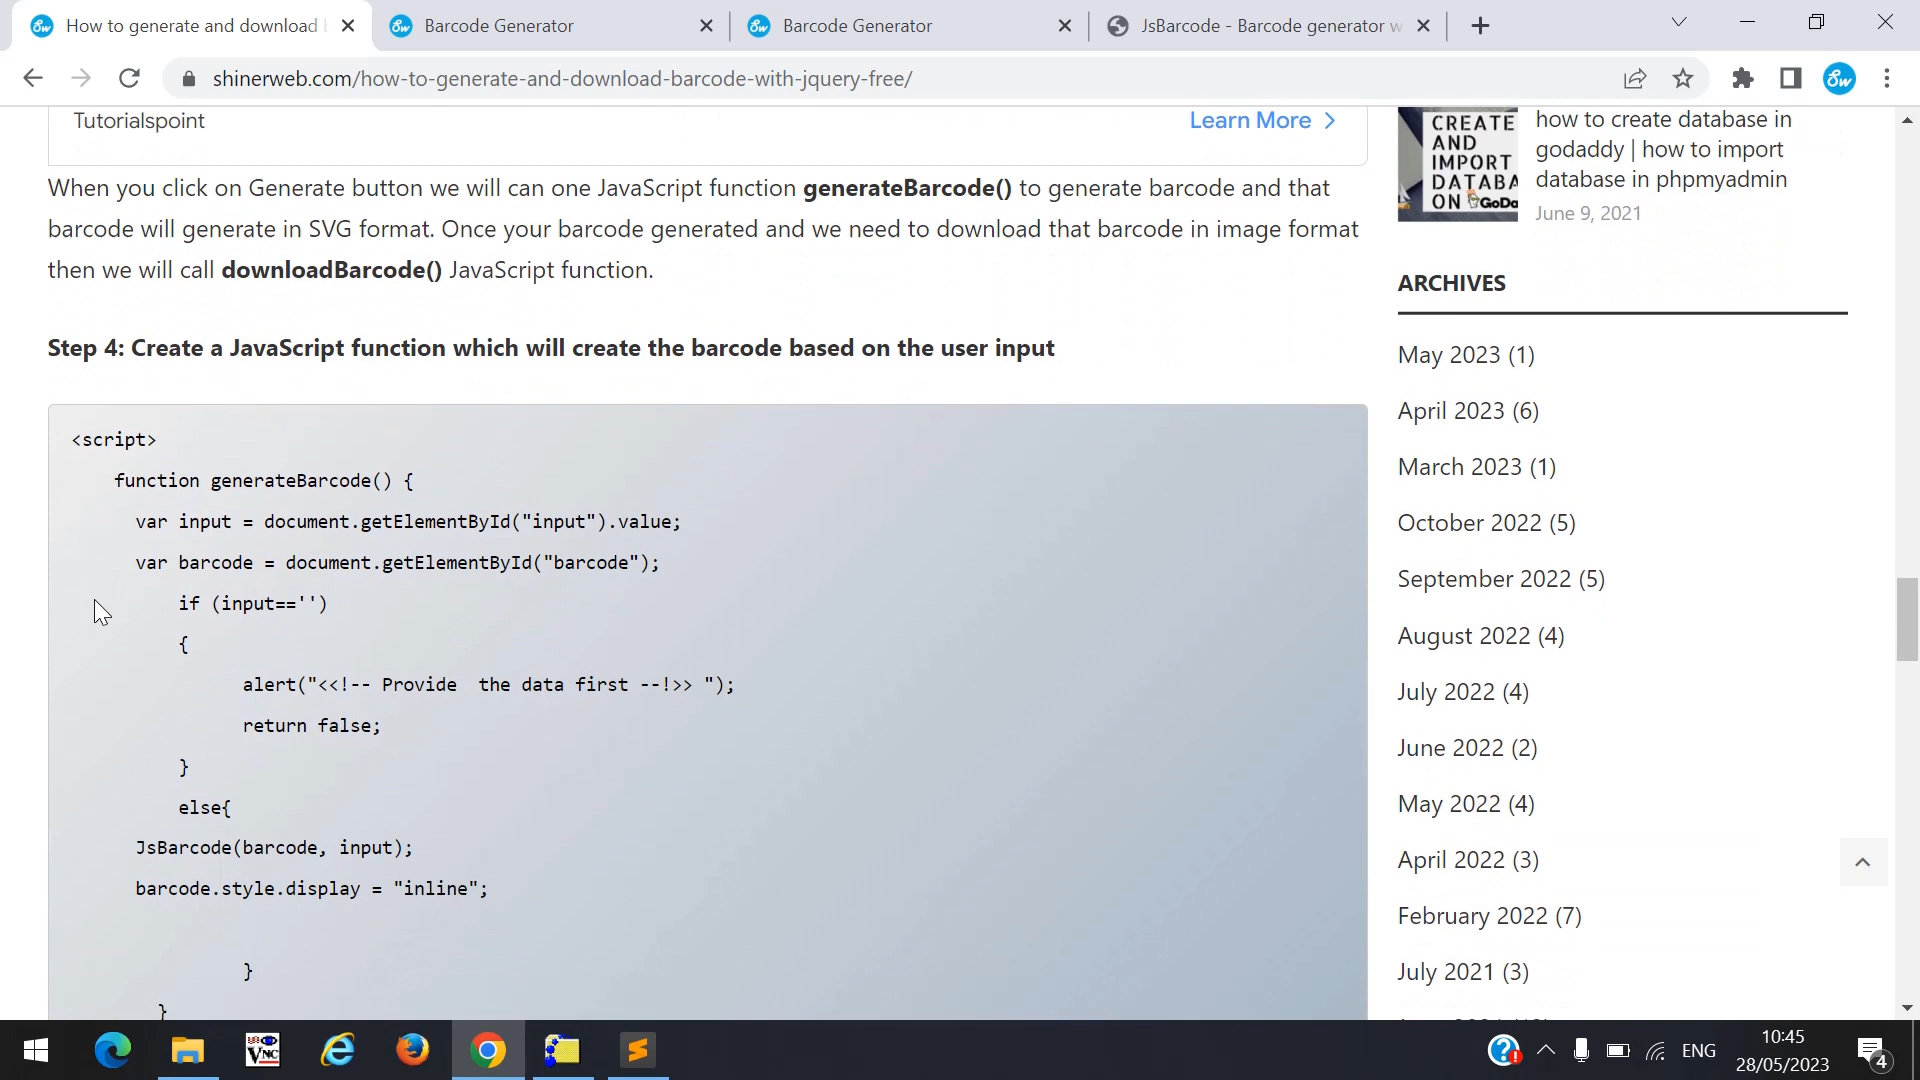 How to generate and download
Barcode Generator
Barcode Generator
JsBarcode - Barcode generator w
shinerweb.com/how-to-generate-and-download-barcode-with-jquery-free/
Tutorialspoint
Learn More
When you click on Generate button we will can one JavaScript function generateBarcode() to generate barcode and that
barcode will generate in SVG format. Once your barcode generated and we need to download that barcode in image format
then we will call downloadBarcode() JavaScript function.
Step 4: Create a JavaScript function which will create the barcode based on the user input
<script>
function generateBarcode() {
var input = document.getElementById("input").value;
var barcode = document.getElementById("barcode");
if (input=='')
{
alert("<<!-- Provide  the data first --!>> ");
return false;
}
else{
JsBarcode(barcode, input);
barcode.style.display = "inline";
}
}
CREATE
AND
IMPORT
DATABA
ON GoDa
how to create database in
godaddy | how to import
database in phpmyadmin
June 9, 2021
ARCHIVES
May 2023 (1)
April 2023 (6)
March 2023 (1)
October 2022 (5)
September 2022 (5)
August 2022 (4)
July 2022 (4)
June 2022 (2)
May 2022 (4)
April 2022 (3)
February 2022 (7)
July 2021 (3)
ENG
10:45
28/05/2023
4